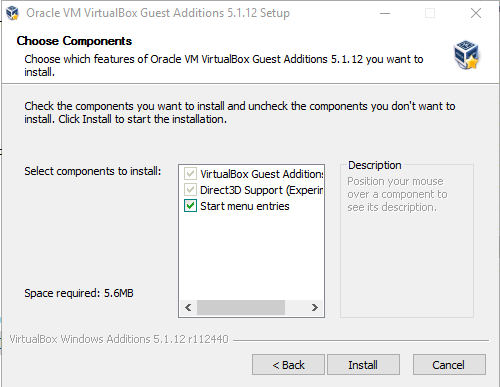 Oracle VM VirtualBox Guest Additions 5.1.12 Setup
Choose Components
Choose which features of Oracle VM VirtualBox Guest Additions 5.1.12 you want to
install.
Check the components you want to install and uncheck the components you don't want to
install. Click Install to start the installation.
Select components to install:
VirtualBox Guest Additions
Direct3D Support (Experin
Start menu entries
Description
Position your mouse
over a component to
see its description.
Space required: 5.6MB
VirtualBox Windows Additions 5.1.12 r112440
< Back
Install
Cancel